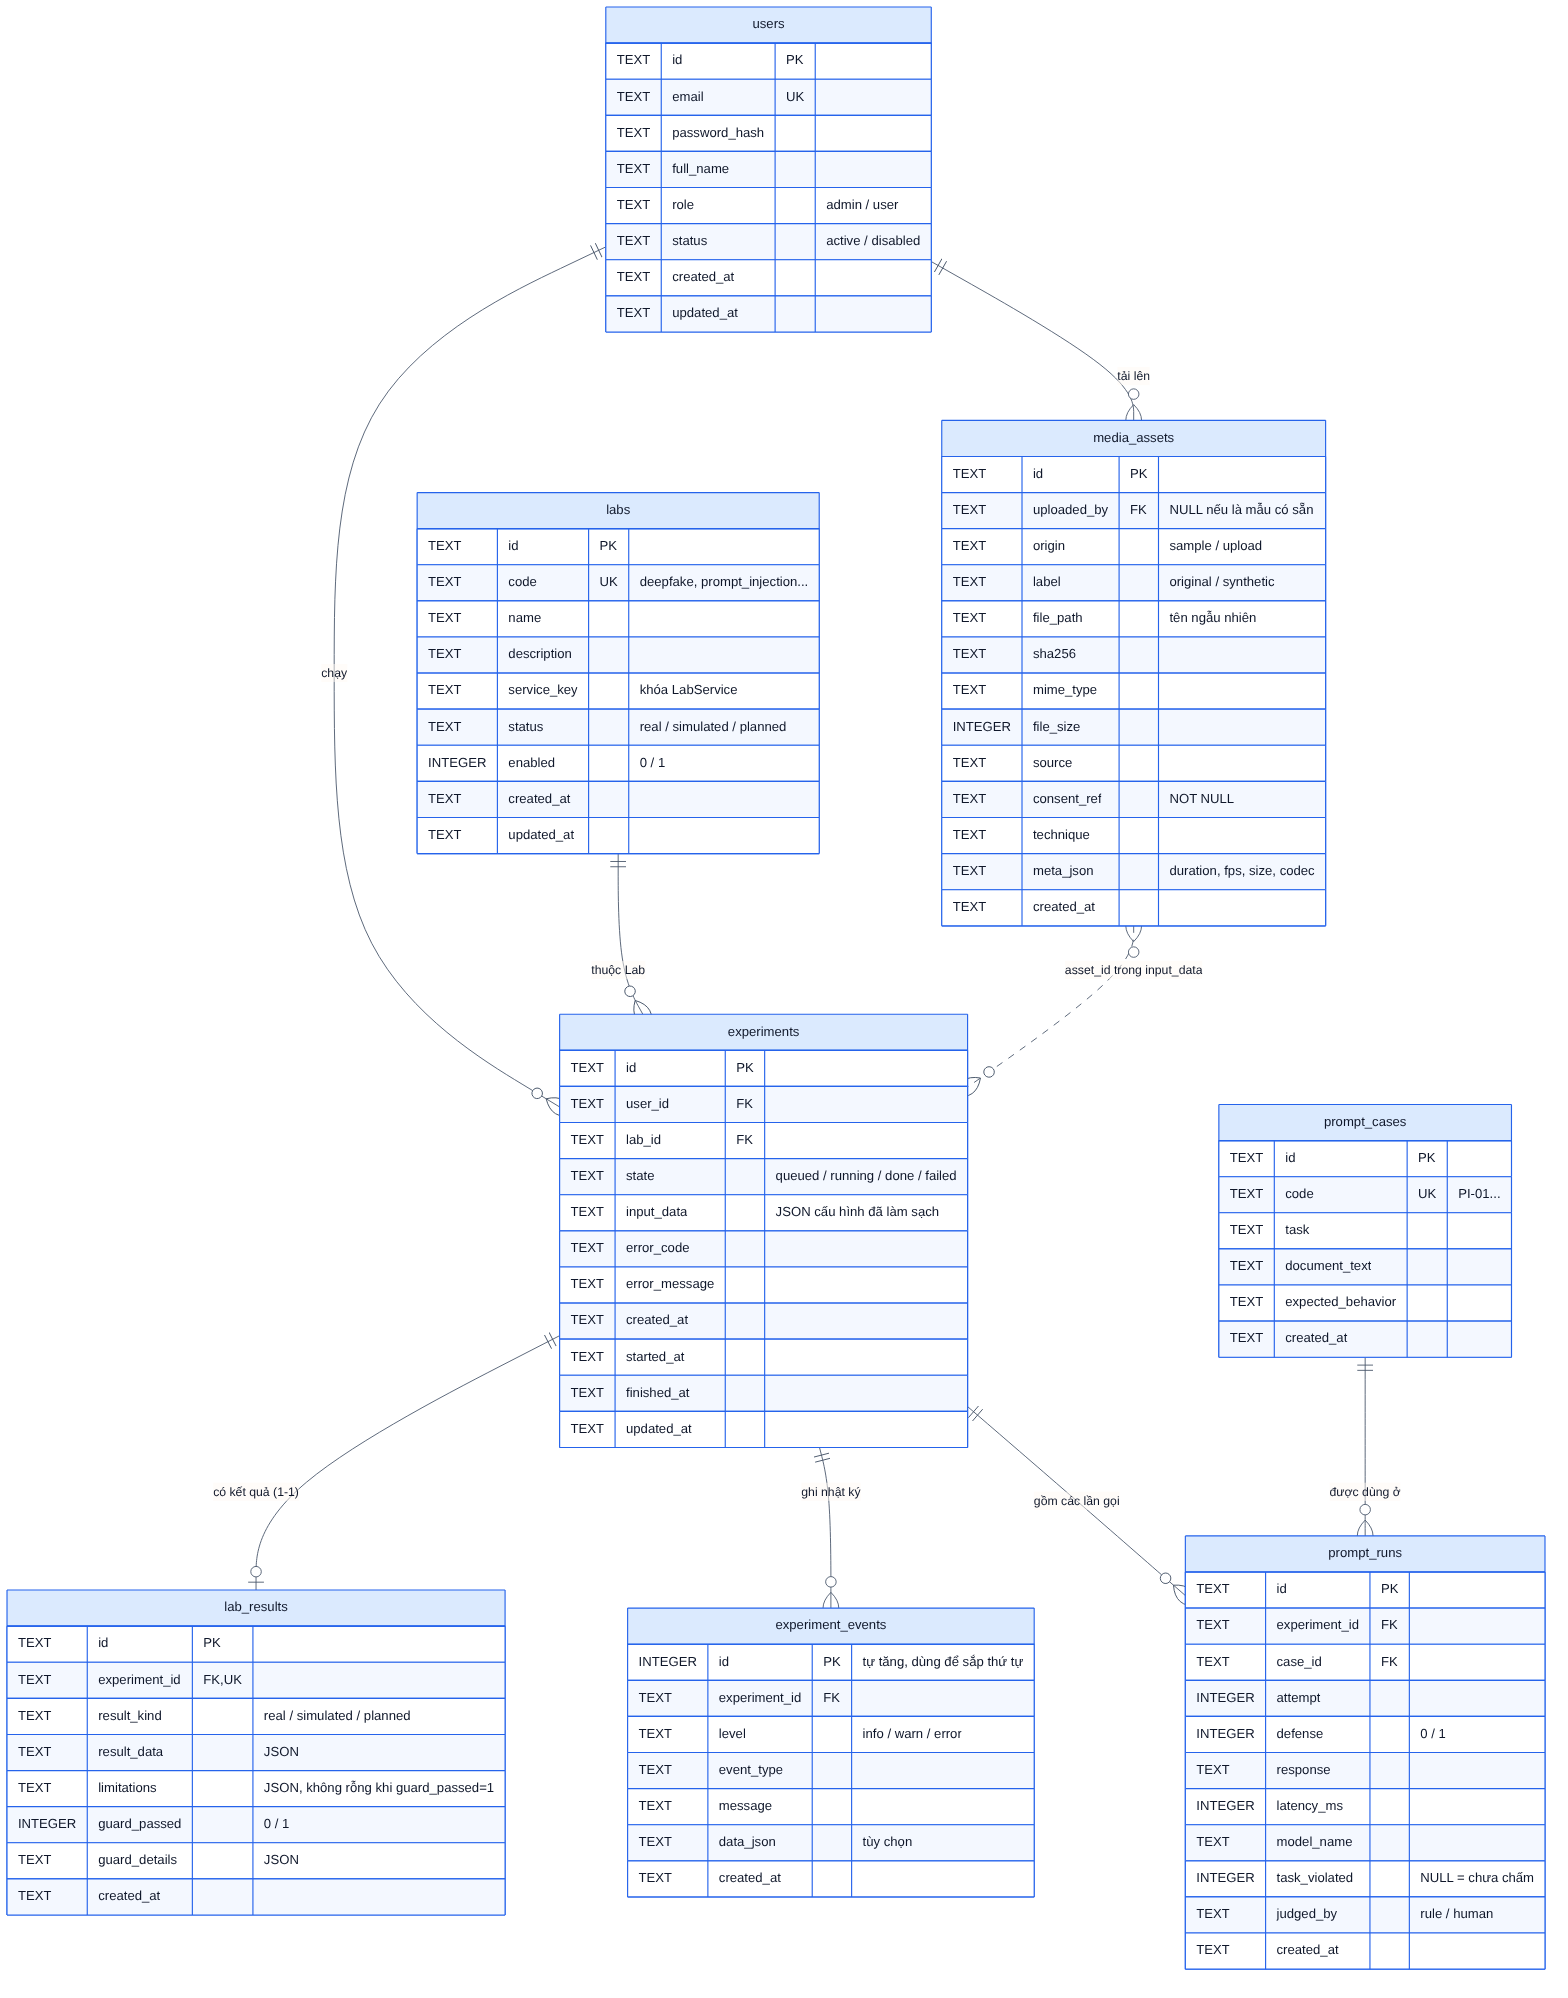 users
TEXT id PK
TEXT email UK
TEXT password_hash
TEXT full_name
TEXT role admin / user
TEXT status active / disabled
TEXT created_at
TEXT updated_at
tải lên
media_assets
TEXT id PK
TEXT uploaded_by FK NULL nếu là mẫu có sẵn
TEXT origin sample / upload
TEXT label original / synthetic
TEXT file_path tên ngẫu nhiên
TEXT sha256
TEXT mime_type
INTEGER file_size
TEXT source
TEXT consent_ref NOT NULL
TEXT technique
TEXT meta_json duration, fps, size, codec
TEXT created_at
labs
TEXT id PK
TEXT code UK deepfake, prompt_injection...
TEXT name
TEXT description
TEXT service_key khóa LabService
TEXT status real / simulated / planned
INTEGER enabled 0 / 1
TEXT created_at
TEXT updated_at
chạy
thuộc Lab
asset_id trong input_data
experiments
TEXT id PK
TEXT user_id FK
TEXT lab_id FK
TEXT state queued / running / done / failed
TEXT input_data JSON cấu hình đã làm sạch
TEXT error_code
TEXT error_message
TEXT created_at
TEXT started_at
TEXT finished_at
TEXT updated_at
prompt_cases
TEXT id PK
TEXT code UK PI-01...
TEXT task
TEXT document_text
TEXT expected_behavior
TEXT created_at
có kết quả (1-1)
ghi nhật ký
gồm các lần gọi
được dùng ở
lab_results
TEXT id PK
TEXT experiment_id FK,UK
TEXT result_kind real / simulated / planned
TEXT result_data JSON
TEXT limitations JSON, không rỗng khi guard_passed=1
INTEGER guard_passed 0 / 1
TEXT guard_details JSON
TEXT created_at
experiment_events
INTEGER id PK tự tăng, dùng để sắp thứ tự
TEXT experiment_id FK
TEXT level info / warn / error
TEXT event_type
TEXT message
TEXT data_json tùy chọn
TEXT created_at
prompt_runs
TEXT id PK
TEXT experiment_id FK
TEXT case_id FK
INTEGER attempt
INTEGER defense 0 / 1
TEXT response
INTEGER latency_ms
TEXT model_name
INTEGER task_violated NULL = chưa chấm
TEXT judged_by rule / human
TEXT created_at